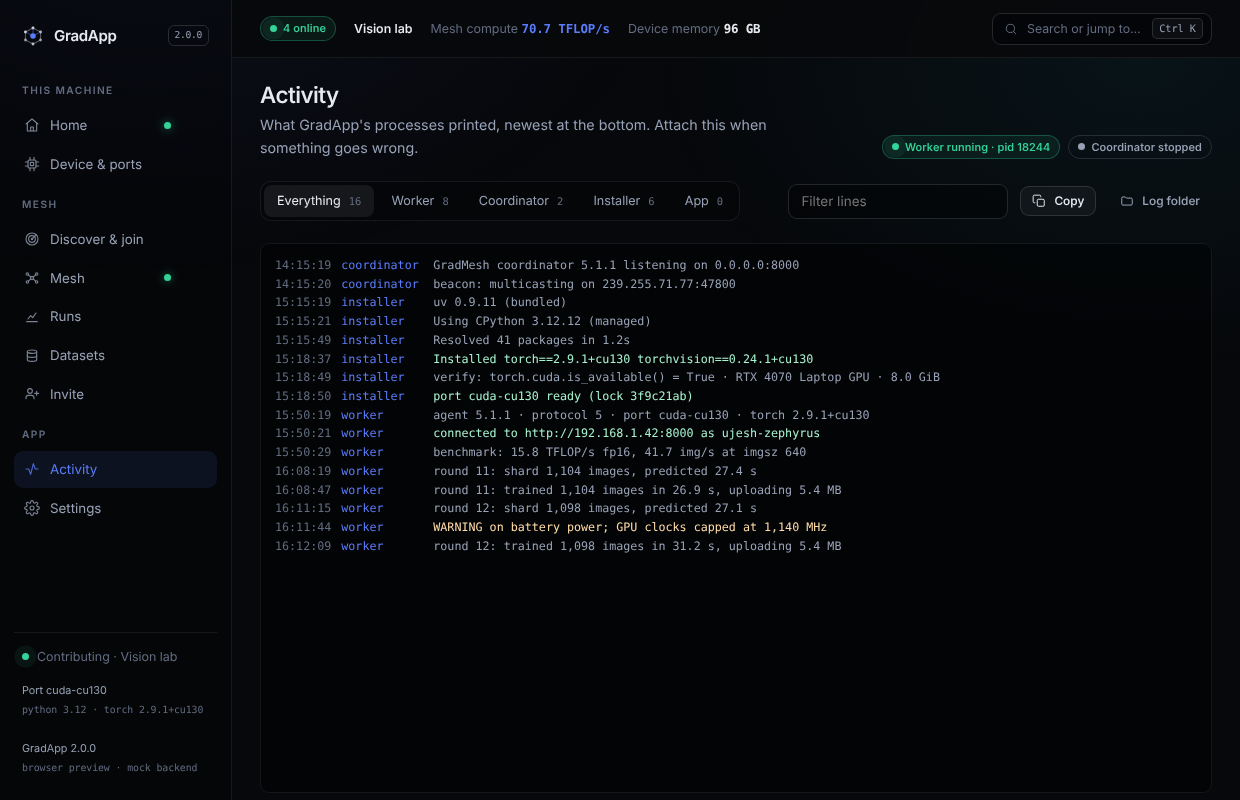 GradApp
2.0.0
THIS MACHINE
Home
Device & ports
MESH
Discover & join
Mesh
Runs
Datasets
Invite
APP
Activity
Settings
Contributing · Vision lab
Port cuda-cu130
python 3.12 · torch 2.9.1+cu130
GradApp 2.0.0
browser preview · mock backend
4 online Vision lab Mesh compute 70.7 TFLOP/s Device memory 96 GB
Search or jump to... Ctrl K
Activity
What GradApp's processes printed, newest at the bottom. Attach this when
something goes wrong.
Worker running · pid 18244
Coordinator stopped
Everything 16 Worker 8 Coordinator 2 Installer 6 App 0
Filter lines
Copy
Log folder
14:15:19 coordinator GradMesh coordinator 5.1.1 listening on 0.0.0.0:8000
14:15:20 coordinator beacon: multicasting on 239.255.71.77:47800
15:15:19 installer uv 0.9.11 (bundled)
15:15:21 installer Using CPython 3.12.12 (managed)
15:15:49 installer Resolved 41 packages in 1.2s
15:18:37 installer Installed torch==2.9.1+cu130 torchvision==0.24.1+cu130
15:18:49 installer verify: torch.cuda.is_available() = True · RTX 4070 Laptop GPU · 8.0 GiB
15:18:50 installer port cuda-cu130 ready (lock 3f9c21ab)
15:50:19 worker agent 5.1.1 · protocol 5 · port cuda-cu130 · torch 2.9.1+cu130
15:50:21 worker connected to http://192.168.1.42:8000 as ujesh-zephyrus
15:50:29 worker benchmark: 15.8 TFLOP/s fp16, 41.7 img/s at imgsz 640
16:08:19 worker round 11: shard 1,104 images, predicted 27.4 s
16:08:47 worker round 11: trained 1,104 images in 26.9 s, uploading 5.4 MB
16:11:15 worker round 12: shard 1,098 images, predicted 27.1 s
16:11:44 worker WARNING on battery power; GPU clocks capped at 1,140 MHz
16:12:09 worker round 12: trained 1,098 images in 31.2 s, uploading 5.4 MB